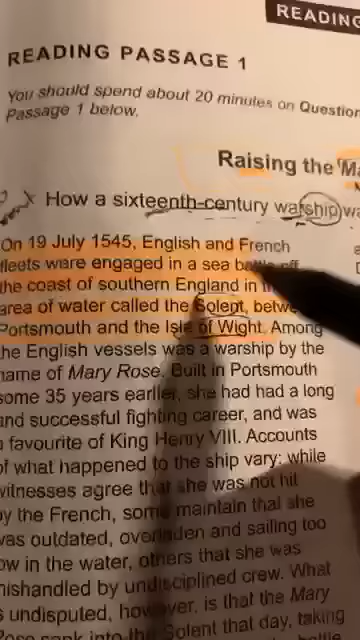 READING
READING PASSAGE 1
You should spend about 20 minutes on Question
Passage 1 below.
Raising the Ma
How a sixteenth-century warship wa
On 19 July 1545, English and French
fleets were engaged in a sea battle off
the coast of southern England in
area of water called the Solent, betwe
Portsmouth and the Isle of Wight. Among
the English vessels was a warship by the
name of Mary Rose. Built in Portsmouth
some 35 years earlier, she had had a long
and successful fighting career, and was
a favourite of King Henry VIII. Accounts
of what happened to the ship vary: while
witnesses agree that she was not hit
by the French, some maintain that she
was outdated, overladen and sailing too
low in the water, others that she was
mishandled by undisciplined crew. What
is undisputed, however, is that the Mary
Rose sank into the Solent that day, taking
battle